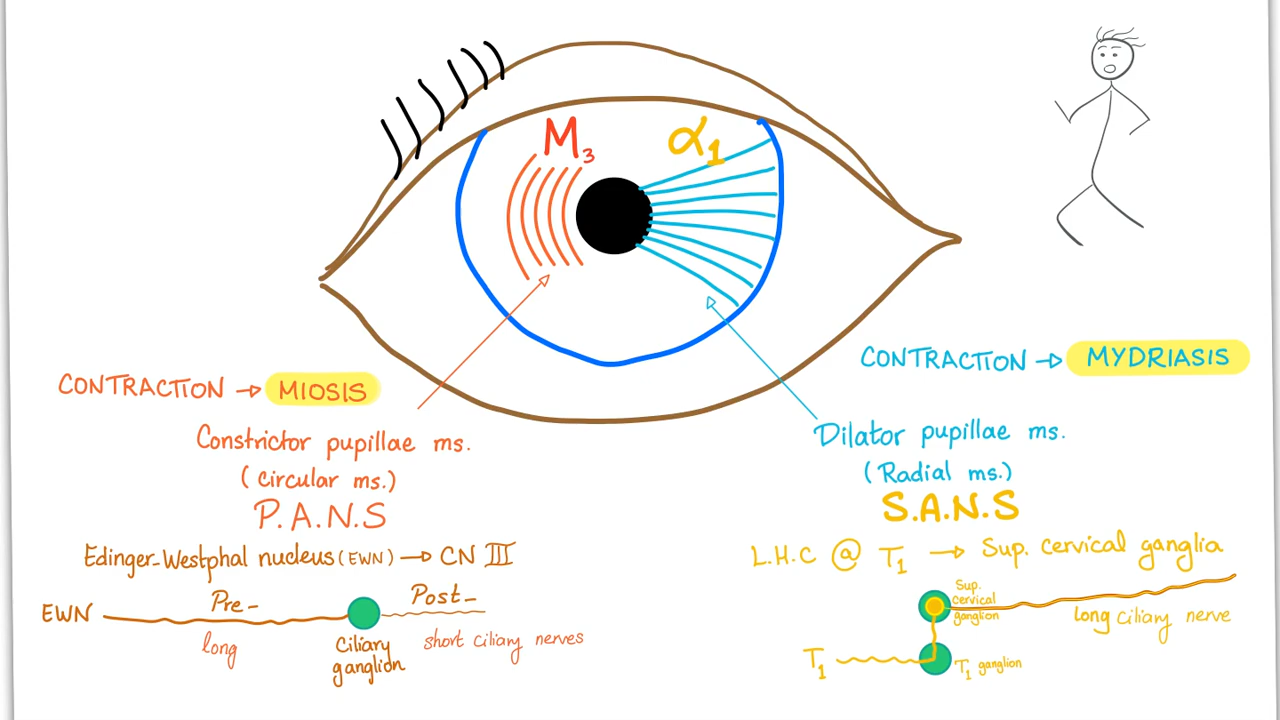 M3
α1
CONTRACTION → MIOSIS
Constrictor pupillae ms.
(circular ms.)
P.A.N.S
Edinger-Westphal nucleus (EWN) → CN III
EWN
Pre-
Post-
long
Ciliary
ganglion
short ciliary nerves
CONTRACTION → MYDRIASIS
Dilator pupillae ms.
(Radial ms.)
S.A.N.S
L.H.C @ T1 → Sup. cervical ganglia
Sup.
cervical
ganglion
long ciliary nerve
T1
T1 ganglion